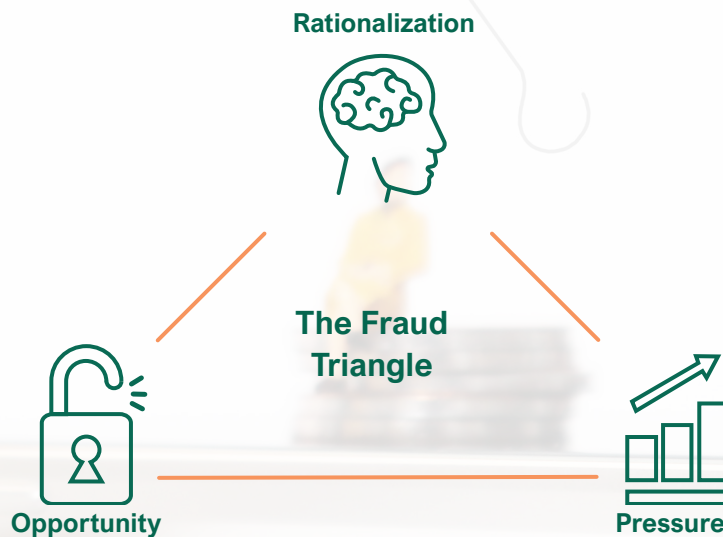 Rationalization
The Fraud
Triangle
Opportunity
Pressure